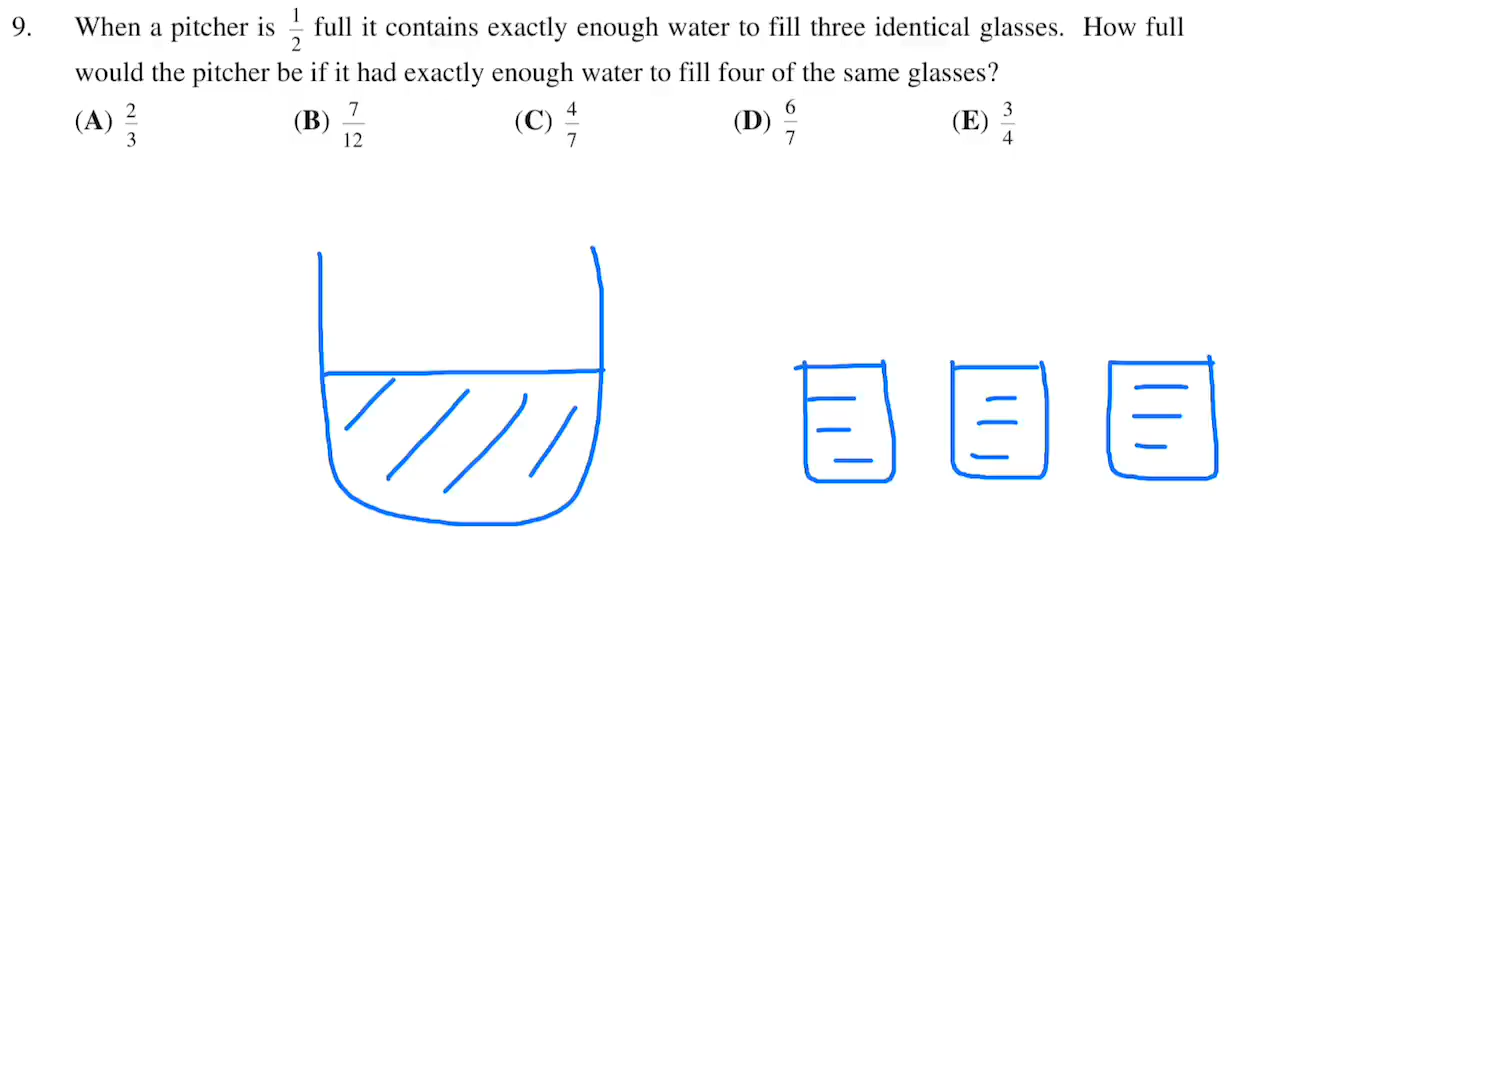 9. When a pitcher is 1/2 full it contains exactly enough water to fill three identical glasses. How full
would the pitcher be if it had exactly enough water to fill four of the same glasses?
(A) 2/3 (B) 7/12 (C) 4/7 (D) 6/7 (E) 3/4